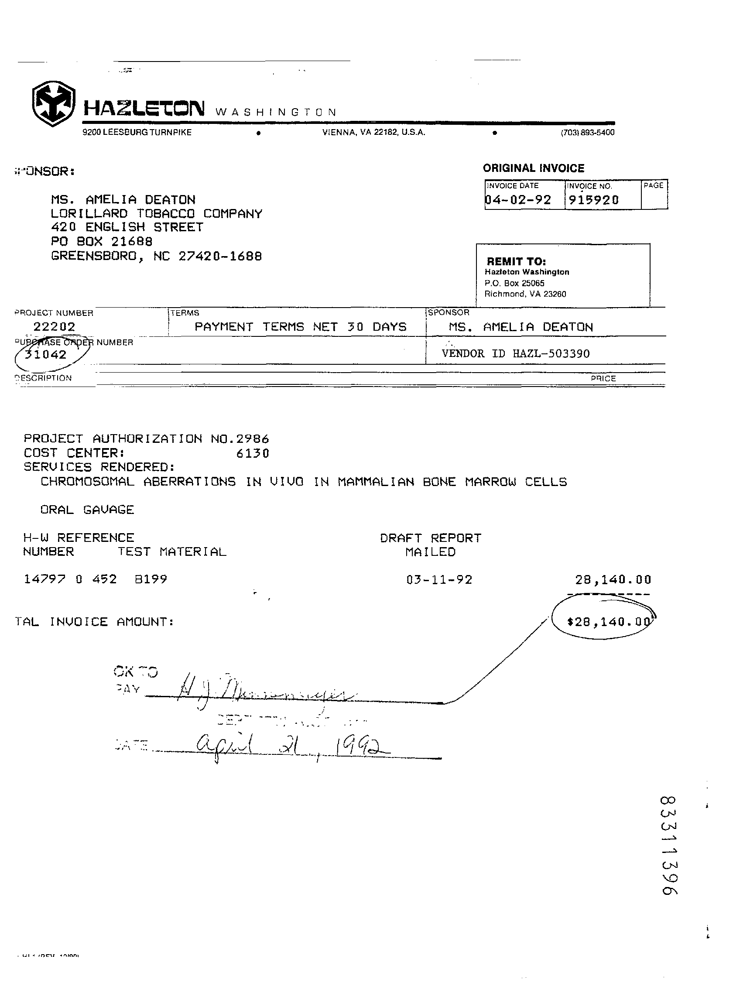 HAZLETON WASHINGTON
9200 LEESBURG TURNPIKE • VIENNA, VA 22182, U.S.A. • (703) 893-5400
ORIGINAL INVOICE
INVOICE DATE INVOICE NO. PAGE
04-02-92 915920
MS. AMELIA DEATON
LORILLARD TOBACCO COMPANY
420 ENGLISH STREET
PO BOX 21688
GREENSBORO, NC 27420-1688
REMIT TO:
Hazleton Washington
P.O. Box 25065
Richmond, VA 23260
PROJECT NUMBER TERMS SPONSOR
22202 PAYMENT TERMS NET 30 DAYS MS. AMELIA DEATON
PURCHASE ORDER NUMBER
31042 VENDOR ID HAZL-503390
DESCRIPTION PRICE
PROJECT AUTHORIZATION NO.2986
COST CENTER: 6130
SERVICES RENDERED:
CHROMOSOMAL ABERRATIONS IN VIVO IN MAMMALIAN BONE MARROW CELLS
ORAL GAVAGE
H-W REFERENCE DRAFT REPORT
NUMBER TEST MATERIAL MAILED
14797 0 452 B199 03-11-92 28,140.00
TAL INVOICE AMOUNT: $28,140.00
OK TO
PAY
DATE April 21, 1992
83311396